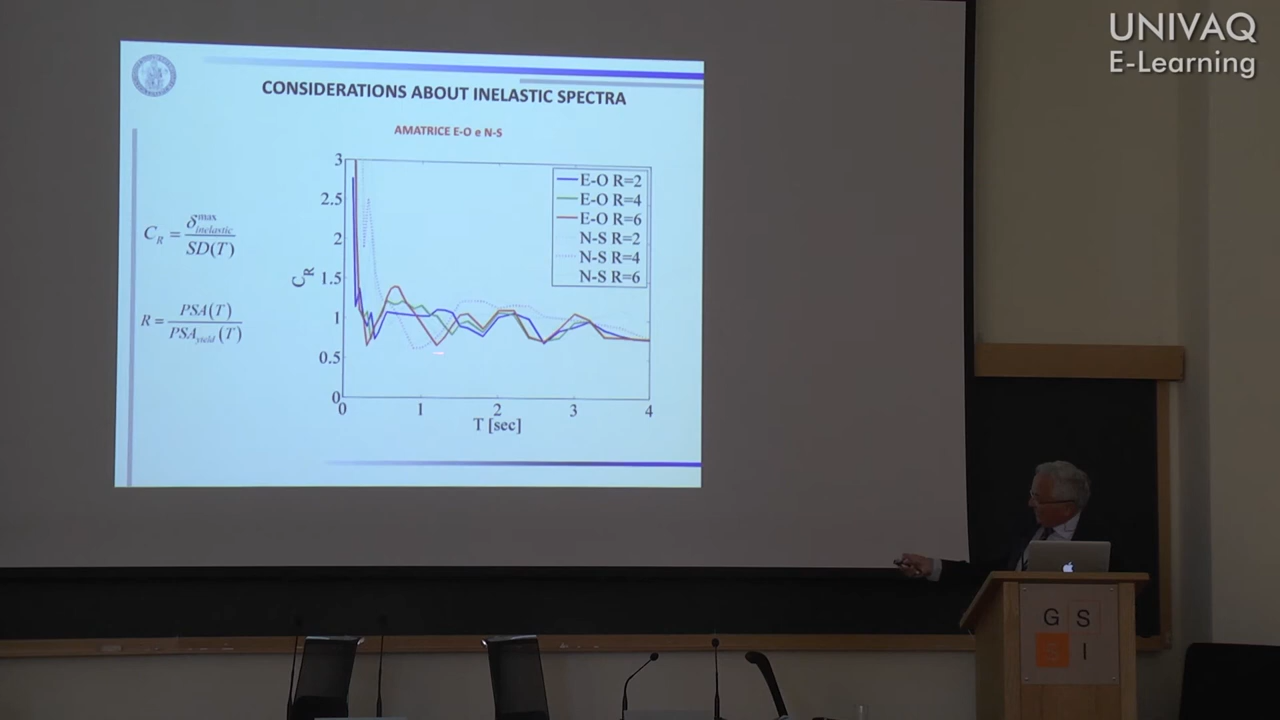 UNIVAQ
E-Learning
CONSIDERATIONS ABOUT INELASTIC SPECTRA
AMATRICE E-O e N-S
C_R = δ^max_inelastic / SD(T)
R = PSA(T) / PSA_yield (T)
3
2.5
2
1.5
1
0.5
0
C_R
E-O R=2
E-O R=4
E-O R=6
N-S R=2
N-S R=4
N-S R=6
0 1 2 3 4
T [sec]
G S
S I